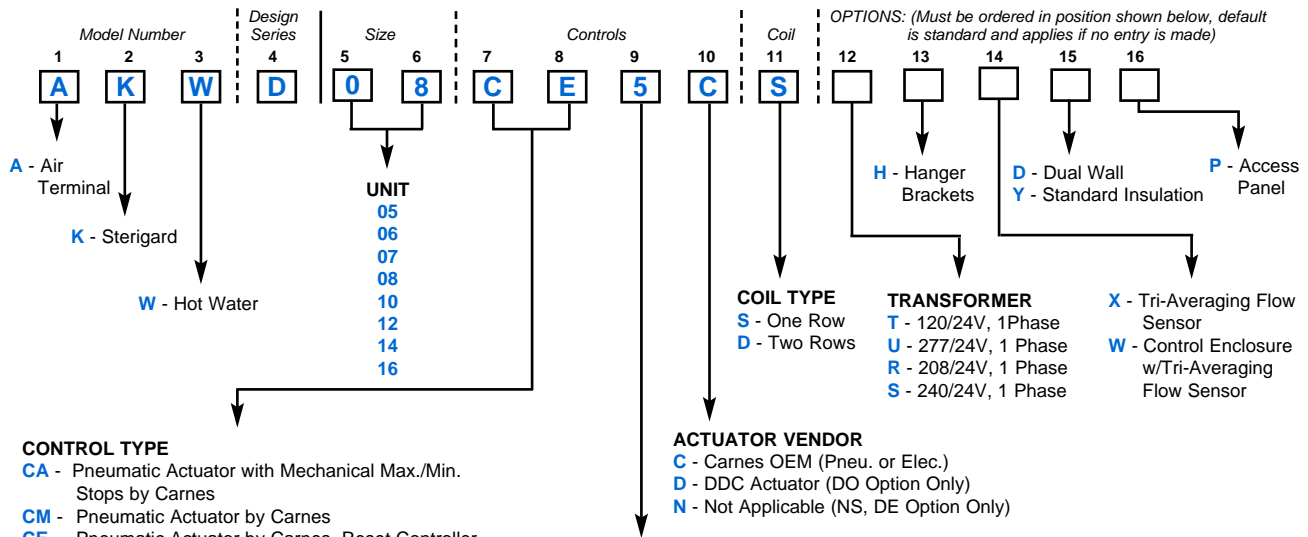 Model Number
Design
Series
Size
Controls
Coil
OPTIONS: (Must be ordered in position shown below, default
is standard and applies if no entry is made)
1 2 3 4 5 6 7 8 9 10 11 12 13 14 15 16
A K W D 0 8 C E 5 C S
A - Air
Terminal
K - Sterigard
W - Hot Water
UNIT
05
06
07
08
10
12
14
16
H - Hanger
Brackets
D - Dual Wall
Y - Standard Insulation
P - Access
Panel
COIL TYPE
S - One Row
D - Two Rows
TRANSFORMER
T - 120/24V, 1Phase
U - 277/24V, 1 Phase
R - 208/24V, 1 Phase
S - 240/24V, 1 Phase
X - Tri-Averaging Flow
Sensor
W - Control Enclosure
w/Tri-Averaging
Flow Sensor
CONTROL TYPE
CA - Pneumatic Actuator with Mechanical Max./Min.
Stops by Carnes
CM - Pneumatic Actuator by Carnes
CE - Pneumatic Actuator by Carnes, Reset Controller
ACTUATOR VENDOR
C - Carnes OEM (Pneu. or Elec.)
D - DDC Actuator (DO Option Only)
N - Not Applicable (NS, DE Option Only)